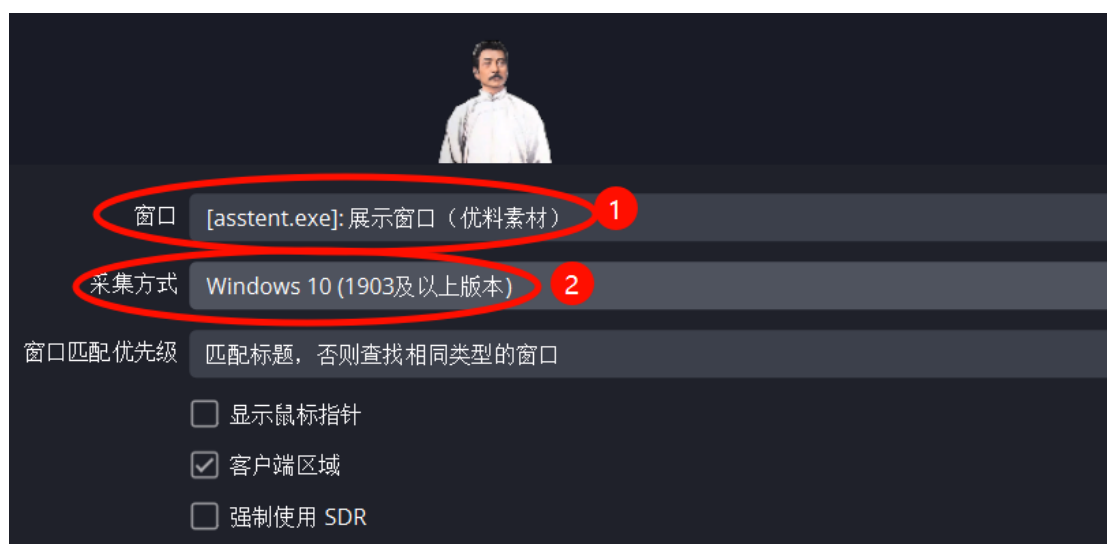 窗口 [asstent.exe]: 展示窗口（优料素材） 1
采集方式 Windows 10 (1903及以上版本) 2
窗口匹配优先级 匹配标题，否则查找相同类型的窗口
显示鼠标指针
客户端区域
强制使用 SDR